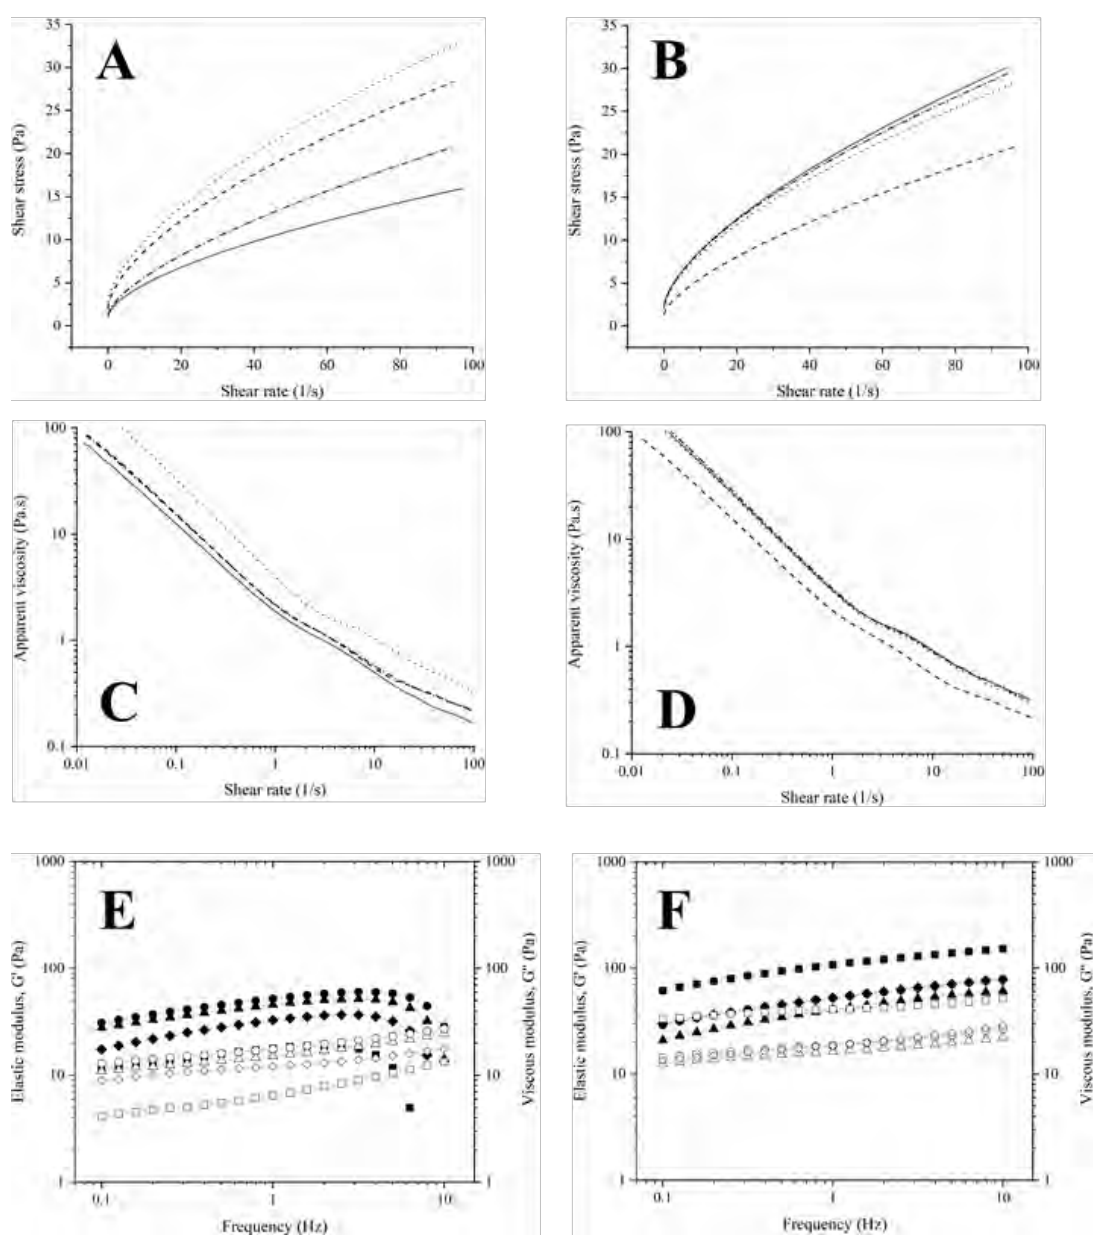 A
35
30
25
20
15
10
5
0
Shear stress (Pa)
0 20 40 60 80 100
Shear rate (1/s)
B
35
30
25
20
15
10
5
0
Shear stress (Pa)
0 20 40 60 80 100
Shear rate (1/s)
C
100
10
1
0.1
Apparent viscosity (Pa.s)
0.01 0.1 1 10 100
Shear rate (1/s)
D
100
10
1
0.1
Apparent viscosity (Pa.s)
0.01 0.1 1 10 100
Shear rate (1/s)
E
1000
100
10
1
Elastic modulus, G' (Pa)
1000
100
10
1
Viscous modulus, G" (Pa)
0.1 1 10
Frequency (Hz)
F
1000
100
10
1
Elastic modulus, G' (Pa)
1000
100
10
1
Viscous modulus, G" (Pa)
0.1 1 10
Frequency (Hz)